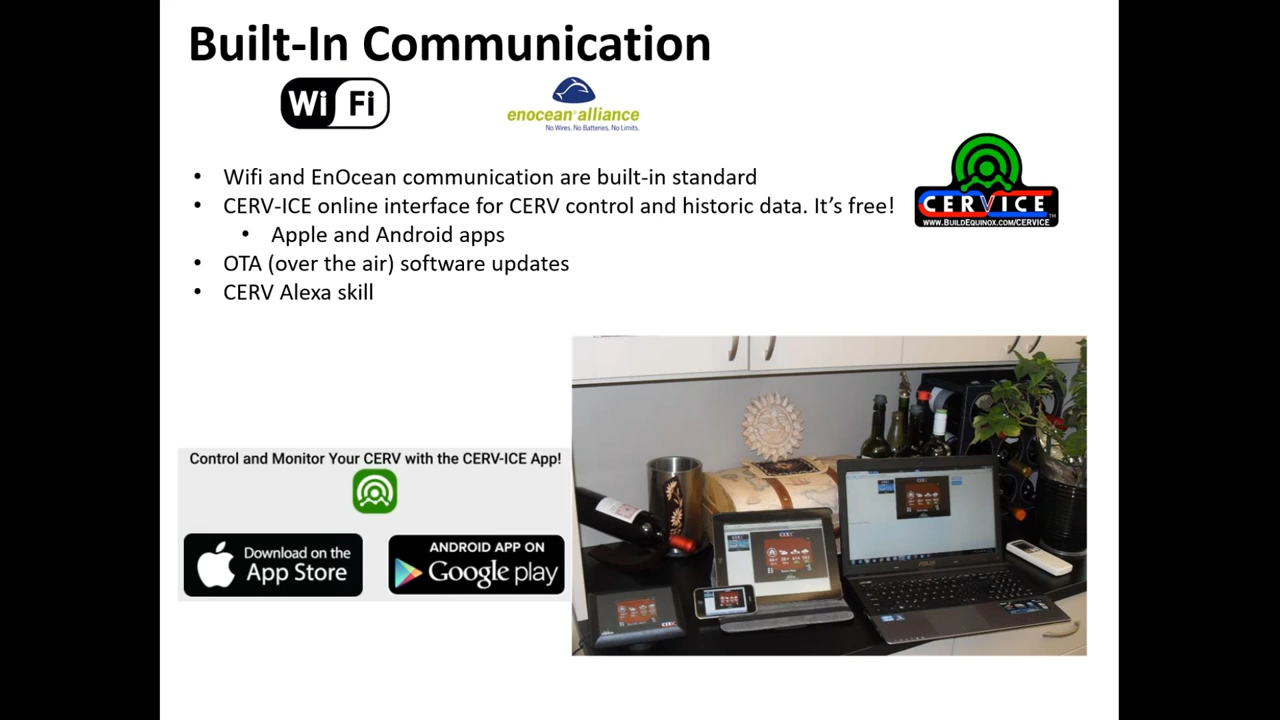 Built-In Communication
Wi Fi
enocean alliance
No Wires. No Batteries. No Limits.
• Wifi and EnOcean communication are built-in standard
• CERV-ICE online interface for CERV control and historic data. It’s free!
• Apple and Android apps
• OTA (over the air) software updates
• CERV Alexa skill
CERVICE™
www.BuildEquinox.com/CERVICE
Control and Monitor Your CERV with the CERV-ICE App!
Download on the
App Store
ANDROID APP ON
Google play
ASUS